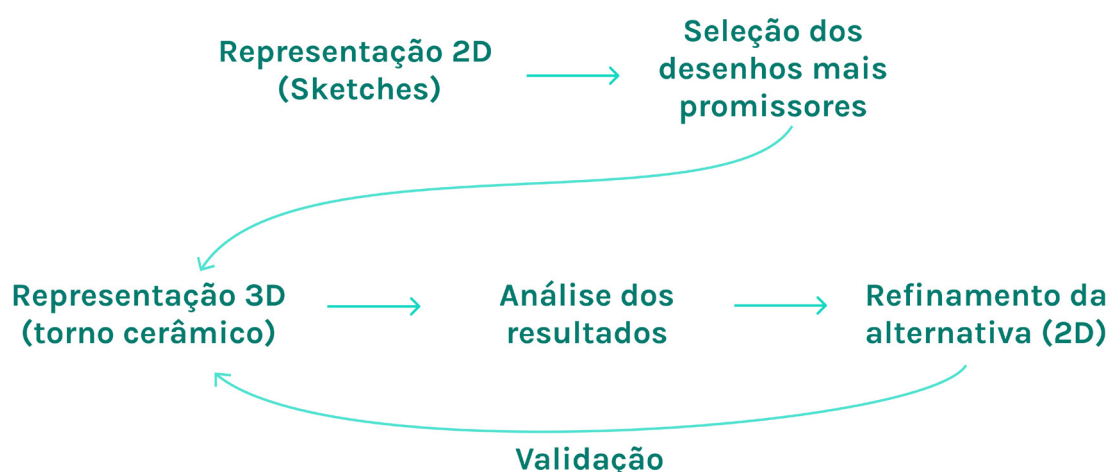 Representação 2D
(Sketches)
Seleção dos
desenhos mais
promissores
Representação 3D
(torno cerâmico)
Análise dos
resultados
Refinamento da
alternativa (2D)
Validação